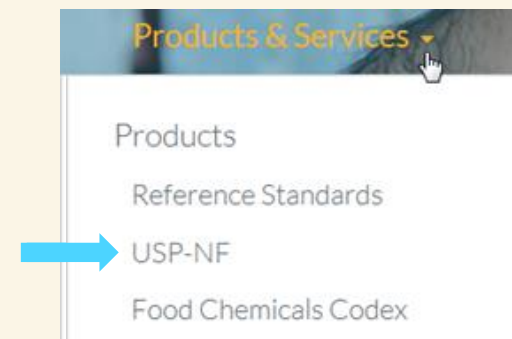 Products & Services
Products
Reference Standards
USP-NF
Food Chemicals Codex